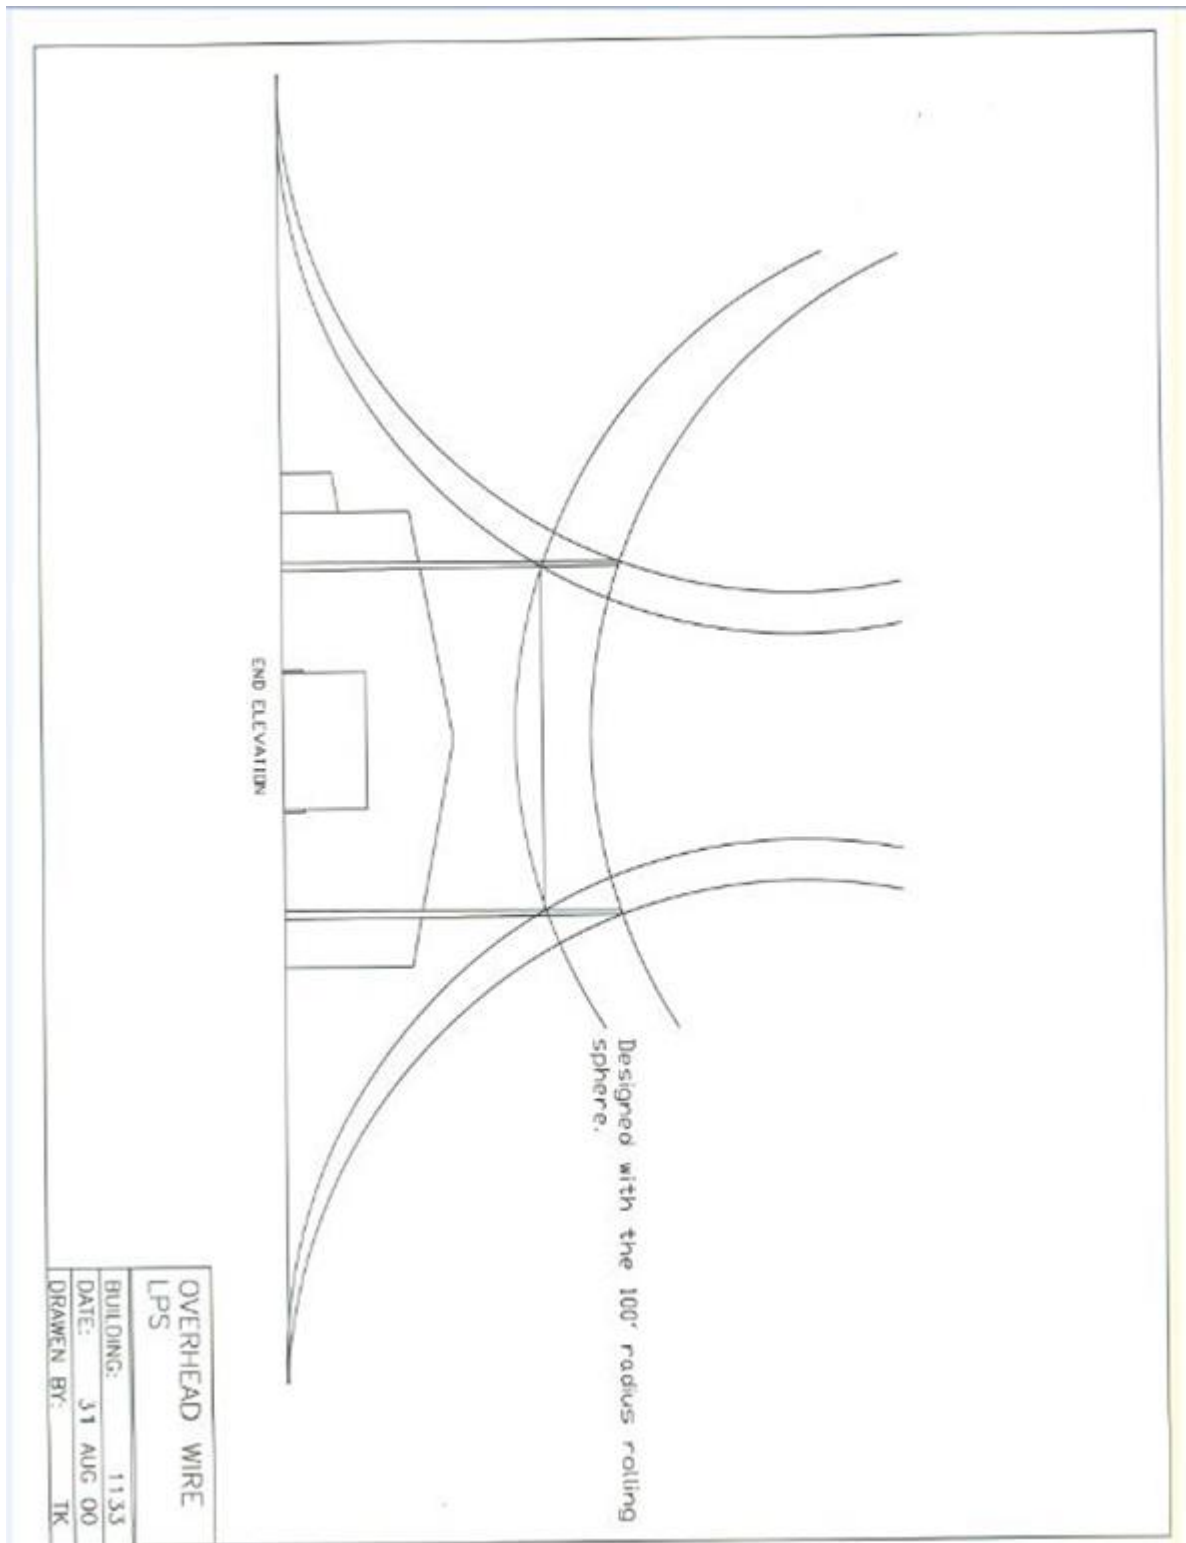 Designed with the 100' radius rolling
sphere.
END ELEVATION
OVERHEAD WIRE
LPS
BUILDING: 1133
DATE: 31 AUG 00
DRAWEN BY: TK